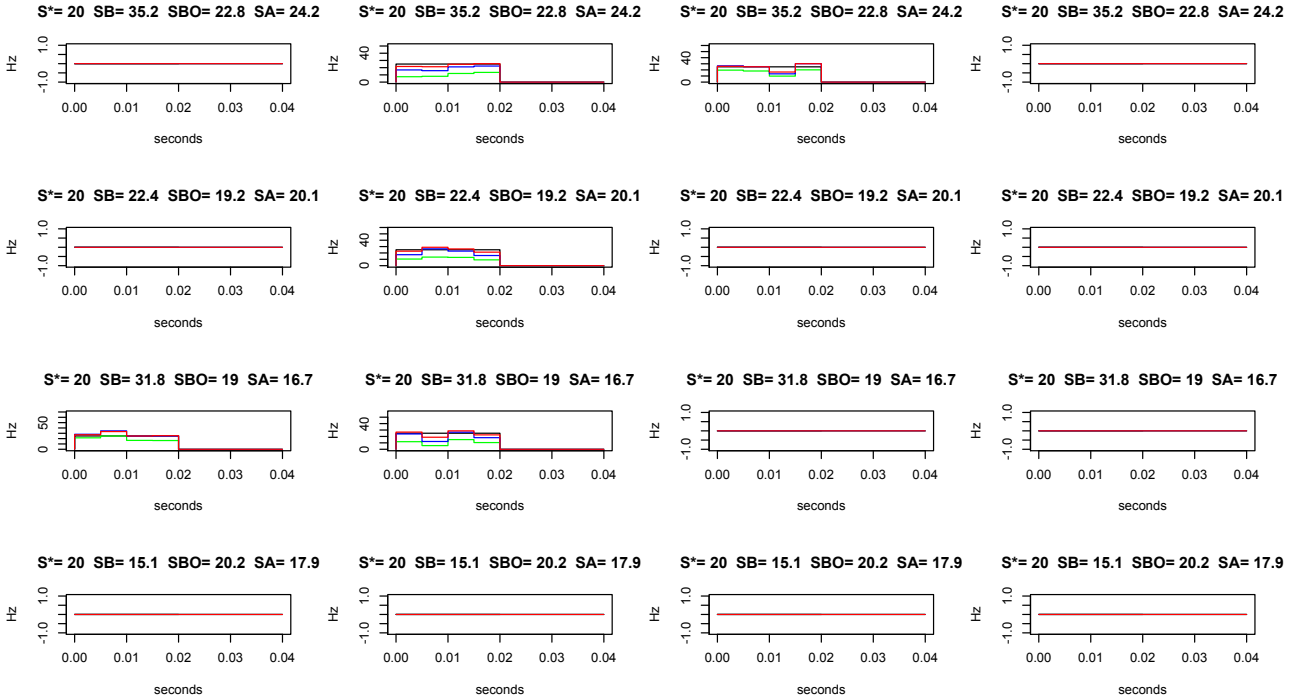 S*= 20 SB= 35.2 SBO= 22.8 SA= 24.2 S*= 20 SB= 35.2 SBO= 22.8 SA= 24.2 S*= 20 SB= 35.2 SBO= 22.8 SA= 24.2 S*= 20 SB= 35.2 SBO= 22.8 SA= 24.2
Hz -1.0 1.0 Hz 0 40 Hz 0 40 Hz -1.0 1.0
0.00 0.01 0.02 0.03 0.04 0.00 0.01 0.02 0.03 0.04 0.00 0.01 0.02 0.03 0.04 0.00 0.01 0.02 0.03 0.04
seconds seconds seconds seconds
S*= 20 SB= 22.4 SBO= 19.2 SA= 20.1 S*= 20 SB= 22.4 SBO= 19.2 SA= 20.1 S*= 20 SB= 22.4 SBO= 19.2 SA= 20.1 S*= 20 SB= 22.4 SBO= 19.2 SA= 20.1
Hz -1.0 1.0 Hz 0 40 Hz -1.0 1.0 Hz -1.0 1.0
0.00 0.01 0.02 0.03 0.04 0.00 0.01 0.02 0.03 0.04 0.00 0.01 0.02 0.03 0.04 0.00 0.01 0.02 0.03 0.04
seconds seconds seconds seconds
S*= 20 SB= 31.8 SBO= 19 SA= 16.7 S*= 20 SB= 31.8 SBO= 19 SA= 16.7 S*= 20 SB= 31.8 SBO= 19 SA= 16.7 S*= 20 SB= 31.8 SBO= 19 SA= 16.7
Hz 0 50 Hz 0 40 Hz -1.0 1.0 Hz -1.0 1.0
0.00 0.01 0.02 0.03 0.04 0.00 0.01 0.02 0.03 0.04 0.00 0.01 0.02 0.03 0.04 0.00 0.01 0.02 0.03 0.04
seconds seconds seconds seconds
S*= 20 SB= 15.1 SBO= 20.2 SA= 17.9 S*= 20 SB= 15.1 SBO= 20.2 SA= 17.9 S*= 20 SB= 15.1 SBO= 20.2 SA= 17.9 S*= 20 SB= 15.1 SBO= 20.2 SA= 17.9
Hz -1.0 1.0 Hz -1.0 1.0 Hz -1.0 1.0 Hz -1.0 1.0
0.00 0.01 0.02 0.03 0.04 0.00 0.01 0.02 0.03 0.04 0.00 0.01 0.02 0.03 0.04 0.00 0.01 0.02 0.03 0.04
seconds seconds seconds seconds